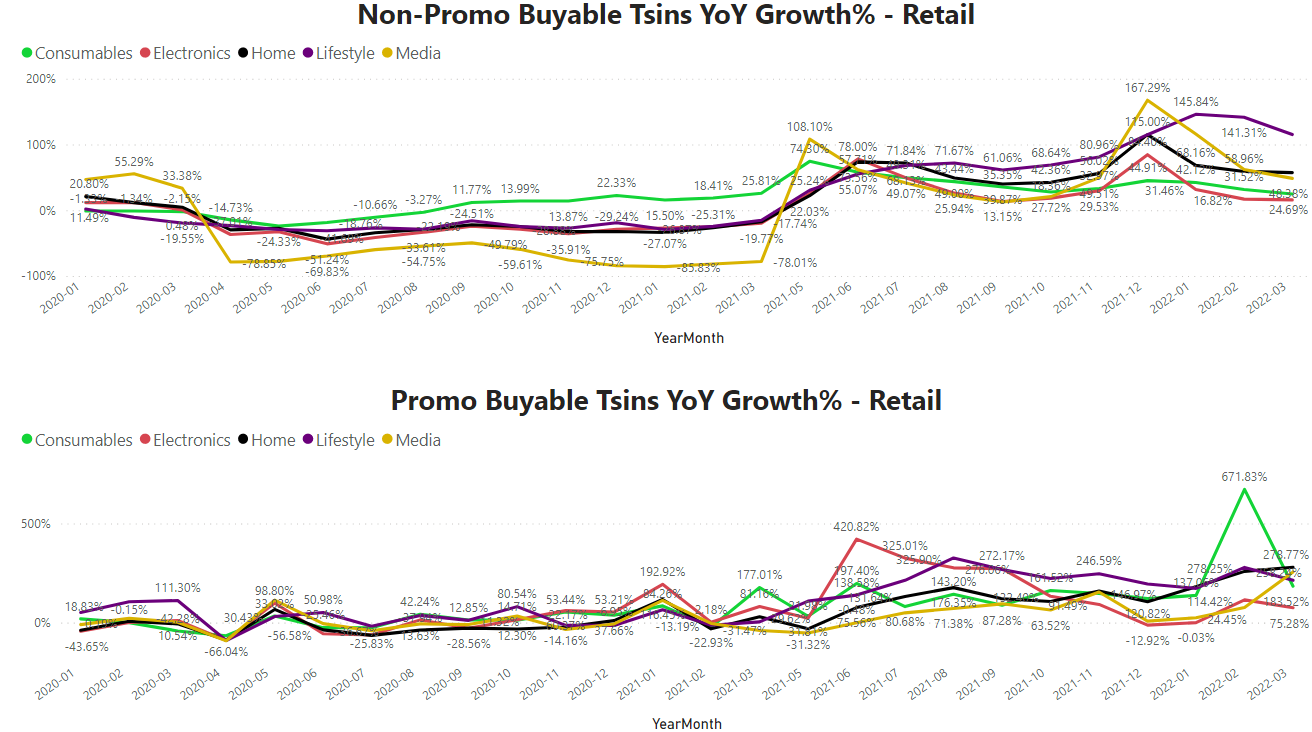 Non-Promo Buyable Tsins YoY Growth% - Retail
Consumables Electronics Home Lifestyle Media
200%
167.29%
145.84%
108.10%
115.00%
141.31%
100%
74.30%
78.00% 71.84% 71.67% 61.06% 68.64% 80.96% 68.16% 58.96%
55.29% 33.38%
43.44% 35.35% 42.36% 44.91% 42.12% 31.52%
20.80%
11.77% 13.99% 22.33% 18.41% 25.81%
55.07% 49.07% 25.94% 13.15% 27.72% 29.53% 31.46% 16.82% 24.69%
0%
11.49% 0.48% -2.15% -14.73% -10.66% -3.27% -24.51% 13.87% -29.24% 15.50% -25.31% 22.03%
-19.55% -24.33% -18.76% -27.07% -17.74%
-19.77%
-33.61% -49.79% -35.91%
-51.24% -54.75% -59.61%
-78.85% -69.83% -75.75% -85.83% -78.01%
-100%
2020-01 2020-02 2020-03 2020-04 2020-05 2020-06 2020-07 2020-08 2020-09 2020-10 2020-11 2020-12 2021-01 2021-02 2021-03 2021-05 2021-06 2021-07 2021-08 2021-09 2021-10 2021-11 2021-12 2022-01 2022-02 2022-03
YearMonth
Promo Buyable Tsins YoY Growth% - Retail
Consumables Electronics Home Lifestyle Media
671.83%
500%
420.82%
325.01%
272.17% 246.59% 278.77%
192.92% 177.01% 197.40% 278.25%
111.30% 98.80% 80.54% 84.26% 81.16% 138.58% 143.20%
18.83% -0.15% 30.43% 50.98% 42.24% 12.85% 53.44% 53.21% 2.18% 176.35% 91.49% 114.42% 183.52%
0%
10.54% 13.63% 12.30% 37.66% -13.19% -31.47% 31.81% 75.56% 80.68% 71.38% 87.28% 63.52% 24.45% 75.28%
-43.65% -66.04% -56.58% -25.83% -28.56% -14.16% -22.93% -31.32% -12.92% -0.03%
2020-01 2020-02 2020-03 2020-04 2020-05 2020-06 2020-07 2020-08 2020-09 2020-10 2020-11 2020-12 2021-01 2021-02 2021-03 2021-05 2021-06 2021-07 2021-08 2021-09 2021-10 2021-11 2021-12 2022-01 2022-02 2022-03
YearMonth